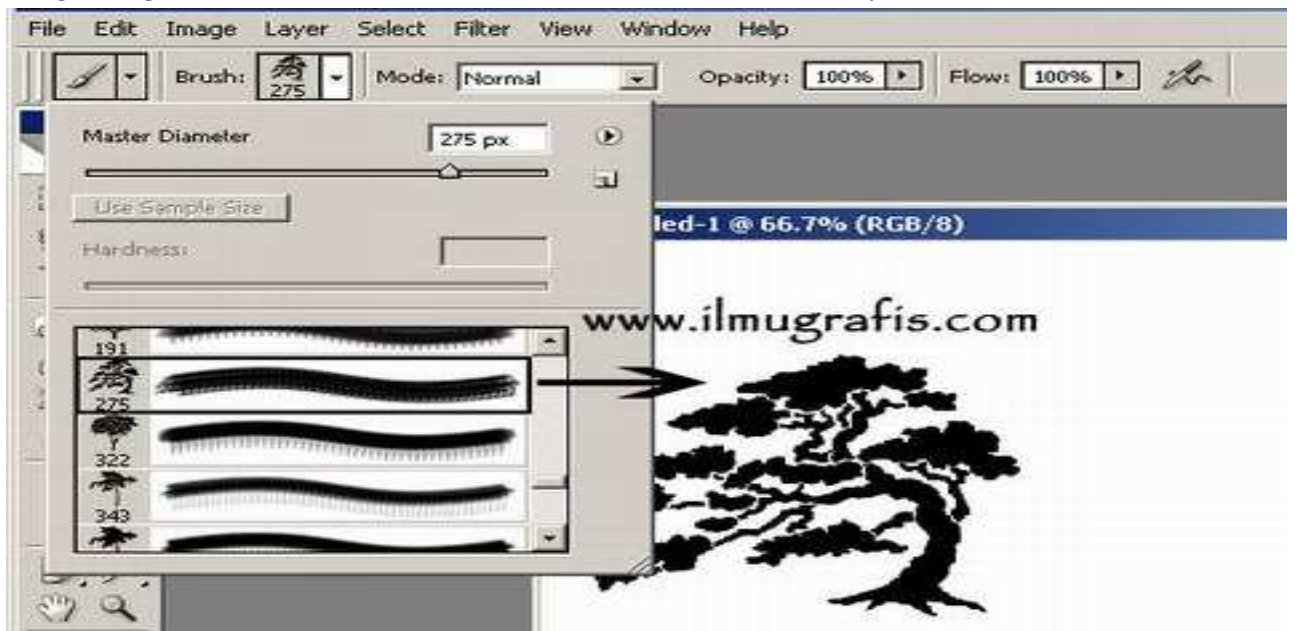 File Edit Image Layer Select Filter View Window Help
Brush: 275 Mode: Normal Opacity: 100% Flow: 100%
Master Diameter 275 px
Use Sample Size
led-1 @ 66.7% (RGB/8)
Hardness:
www.ilmugrafis.com
191
275
322
343